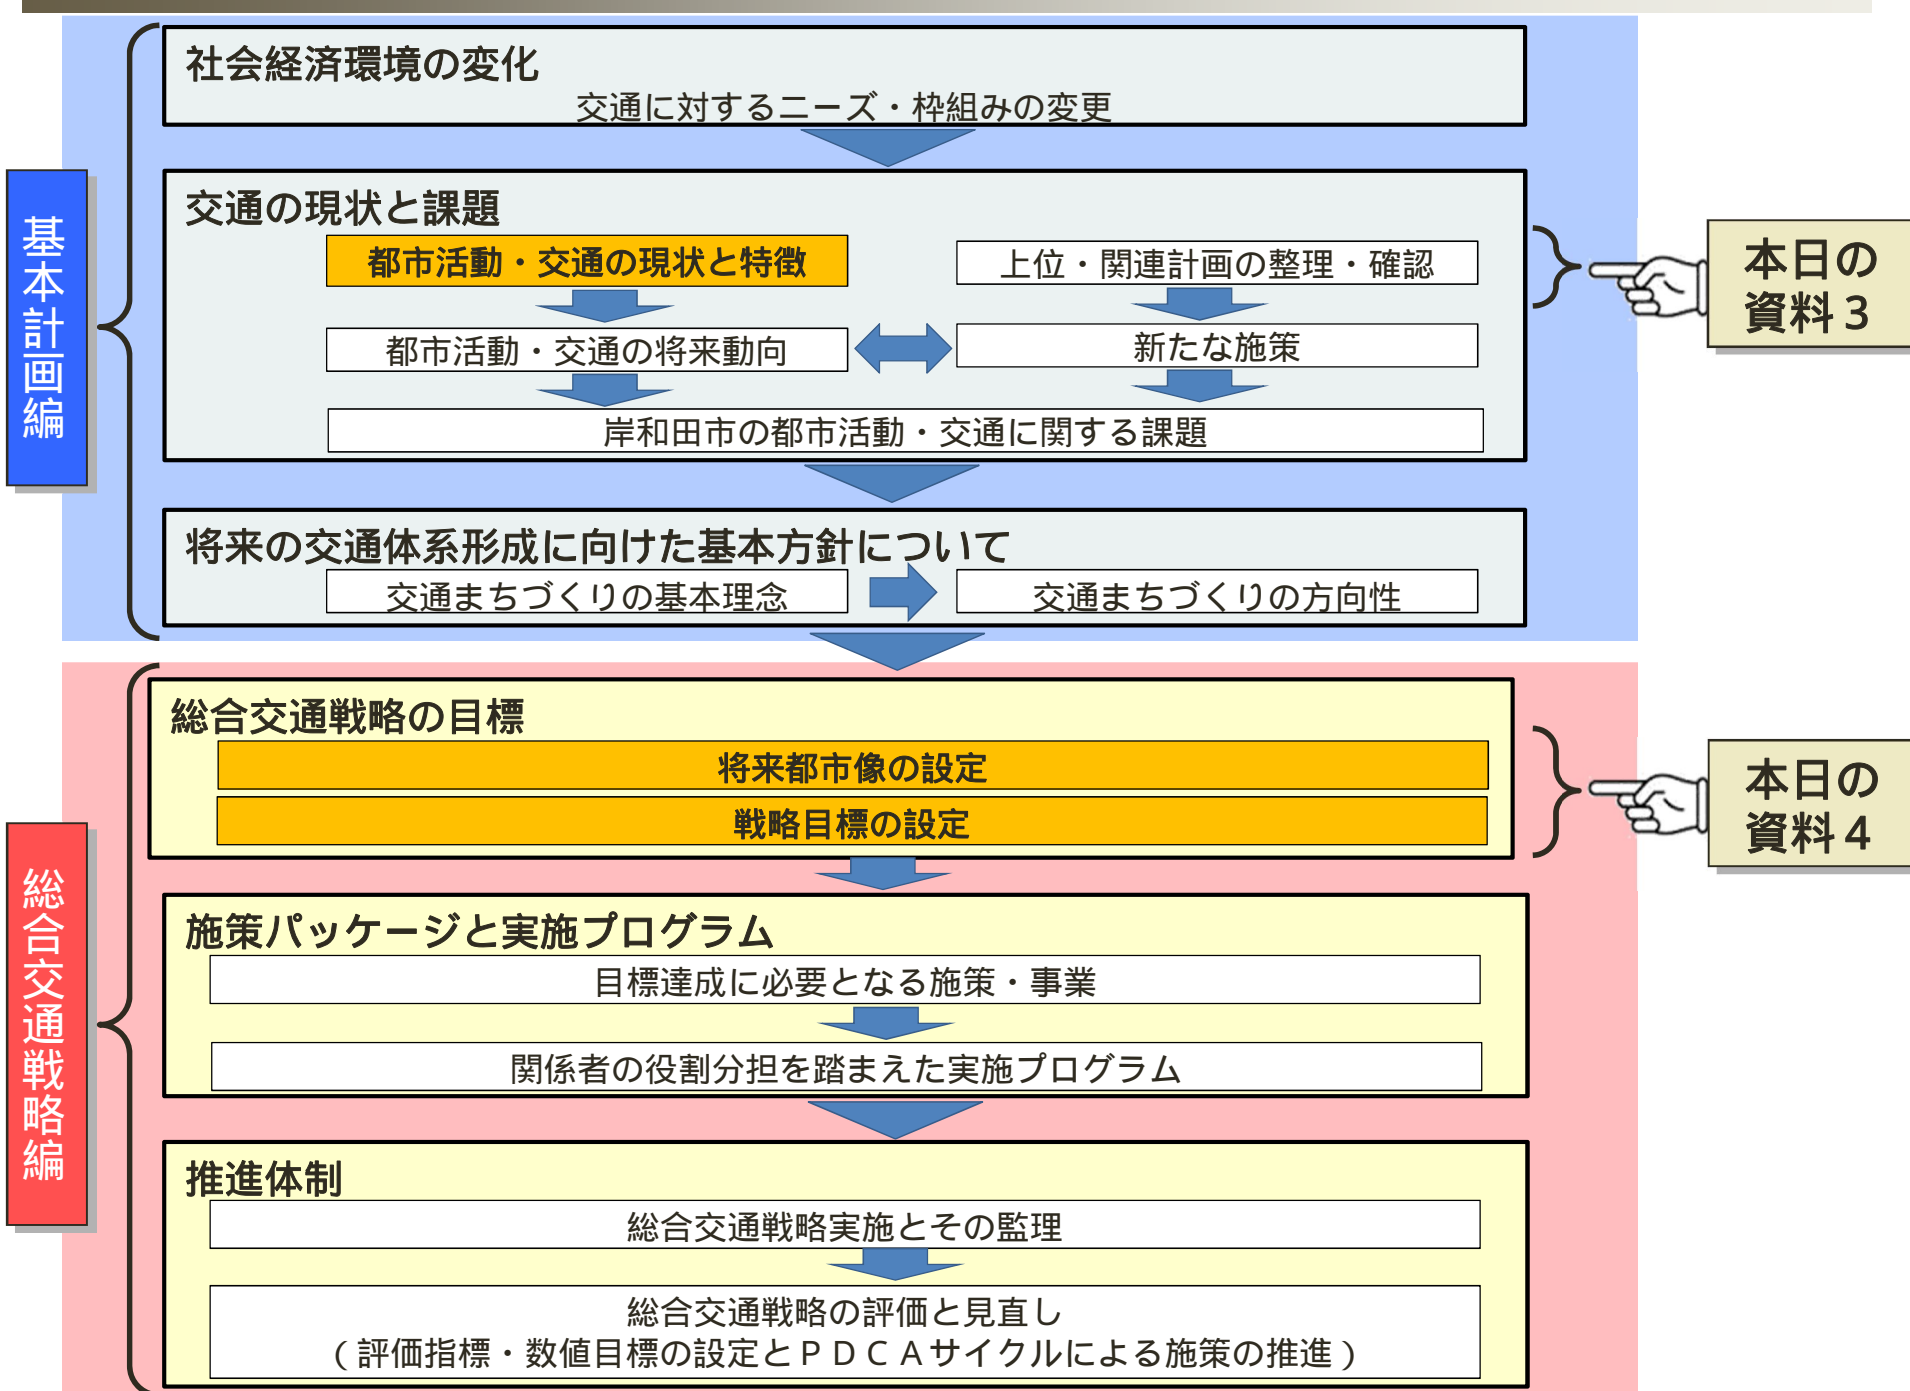 社会経済環境の変化
交通に対するニーズ・枠組みの変更
基本計画編
交通の現状と課題
都市活動・交通の現状と特徴
上位・関連計画の整理・確認
都市活動・交通の将来動向
新たな施策
岸和田市の都市活動・交通に関する課題
本日の
資料３
将来の交通体系形成に向けた基本方針について
交通まちづくりの基本理念
交通まちづくりの方向性
総合交通戦略編
総合交通戦略の目標
将来都市像の設定
戦略目標の設定
本日の
資料４
施策パッケージと実施プログラム
目標達成に必要となる施策・事業
関係者の役割分担を踏まえた実施プログラム
推進体制
総合交通戦略実施とその監理
総合交通戦略の評価と見直し
（評価指標・数値目標の設定とＰＤＣＡサイクルによる施策の推進）